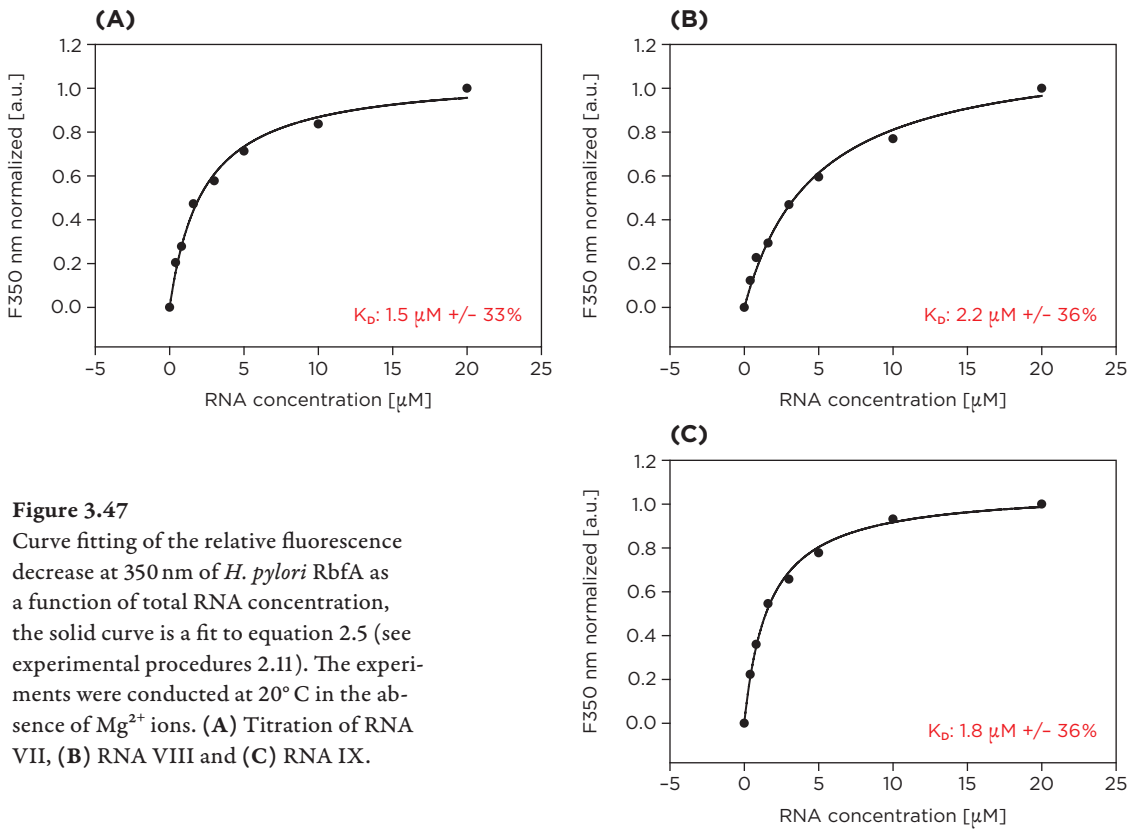 (A)
1.2
1.0
0.8
0.6
0.4
0.2
0.0
F350 nm normalized [a.u.]
K_D: 1.5 µM +/– 33%
–5 0 5 10 15 20 25
RNA concentration [µM]
(B)
1.2
1.0
0.8
0.6
0.4
0.2
0.0
F350 nm normalized [a.u.]
K_D: 2.2 µM +/– 36%
–5 0 5 10 15 20 25
RNA concentration [µM]
(C)
1.2
1.0
0.8
0.6
0.4
0.2
0.0
F350 nm normalized [a.u.]
K_D: 1.8 µM +/– 36%
–5 0 5 10 15 20 25
RNA concentration [µM]
Figure 3.47
Curve fitting of the relative fluorescence
decrease at 350 nm of H. pylori RbfA as
a function of total RNA concentration,
the solid curve is a fit to equation 2.5 (see
experimental procedures 2.11). The experi-
ments were conducted at 20° C in the ab-
sence of Mg²⁺ ions. (A) Titration of RNA
VII, (B) RNA VIII and (C) RNA IX.